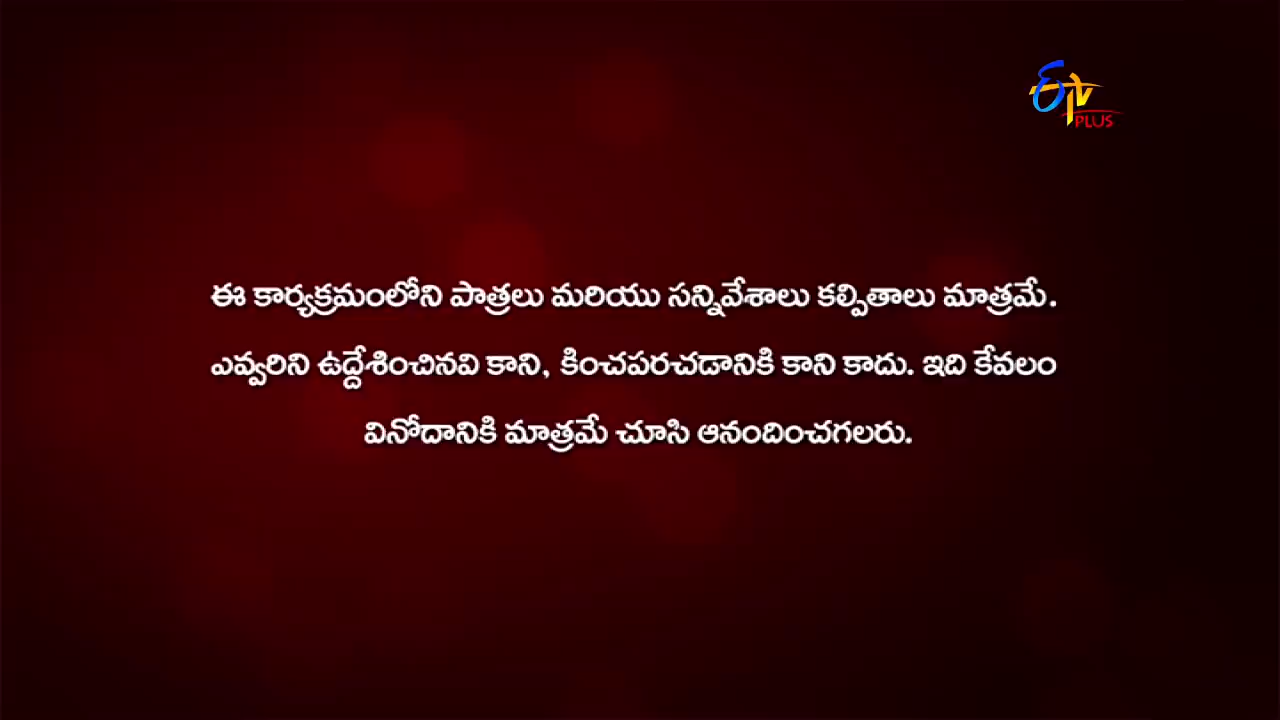 ETV
PLUS
ఈ కార్యక్రమంలోని పాత్రలు మరియు సన్నివేశాలు కల్పితాలు మాత్రమే.
ఎవ్వరిని ఉద్దేశించినవి కాని, కించపరచడానికి కాని కాదు. ఇది కేవలం
వినోదానికి మాత్రమే చూసి ఆనందించగలరు.